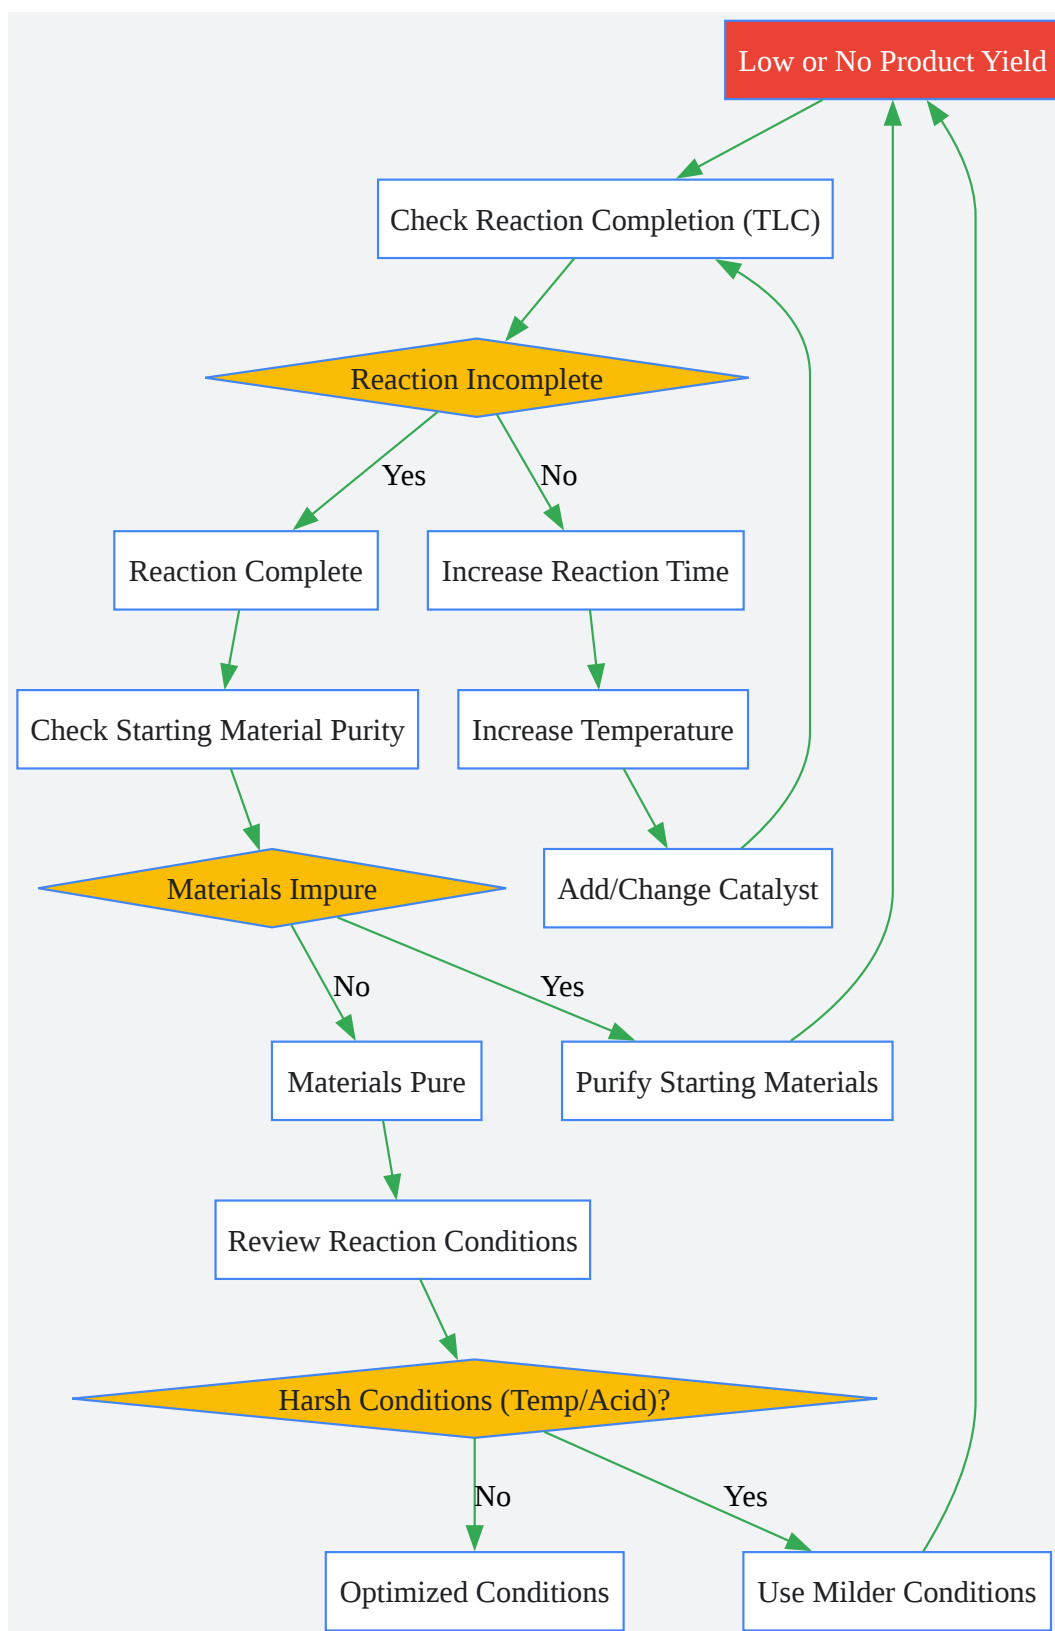 Low or No Product Yield
Check Reaction Completion (TLC)
Reaction Incomplete
Yes
No
Reaction Complete
Increase Reaction Time
Check Starting Material Purity
Increase Temperature
Materials Impure
Add/Change Catalyst
No
Yes
Materials Pure
Purify Starting Materials
Review Reaction Conditions
Harsh Conditions (Temp/Acid)?
No
Yes
Optimized Conditions
Use Milder Conditions